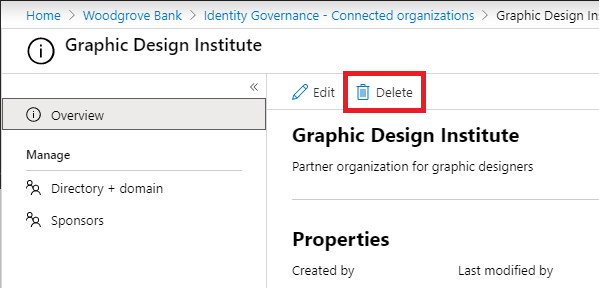 Home > Woodgrove Bank > Identity Governance - Connected organizations > Graphic Design Ins
Graphic Design Institute
«
Edit Delete
Overview
Graphic Design Institute
Manage
Partner organization for graphic designers
Directory + domain
Sponsors
Properties
Created by Last modified by